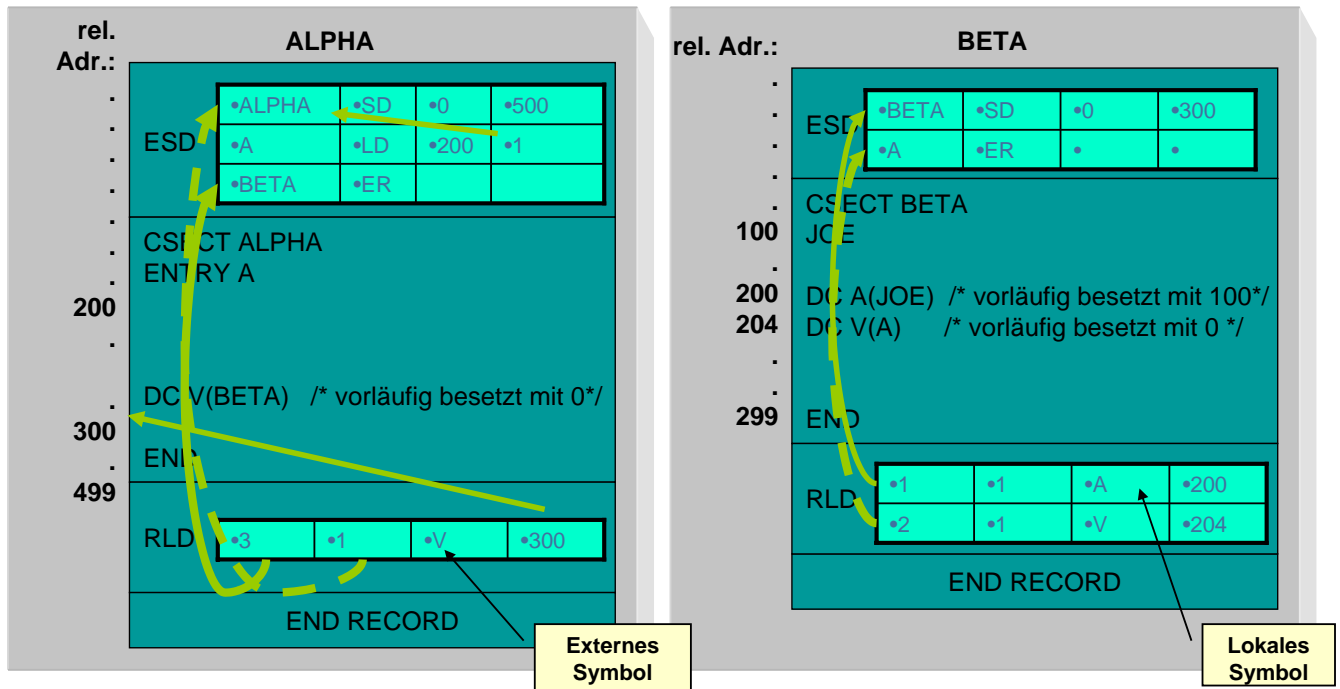 rel. Adr.:
ALPHA
ESD
•ALPHA •SD •0 •500
•A •LD •200 •1
•BETA •ER
CSECT ALPHA
ENTRY A
200
DC V(BETA) /* vorläufig besetzt mit 0*/
300
END
499
RLD
•3 •1 •V •300
END RECORD
Externes
Symbol
rel. Adr.:
BETA
ESD
•BETA •SD •0 •300
•A •ER • •
CSECT BETA
100 JOE
200 DC A(JOE) /* vorläufig besetzt mit 100*/
204 DC V(A) /* vorläufig besetzt mit 0 */
299 END
RLD
•1 •1 •A •200
•2 •1 •V •204
END RECORD
Lokales
Symbol